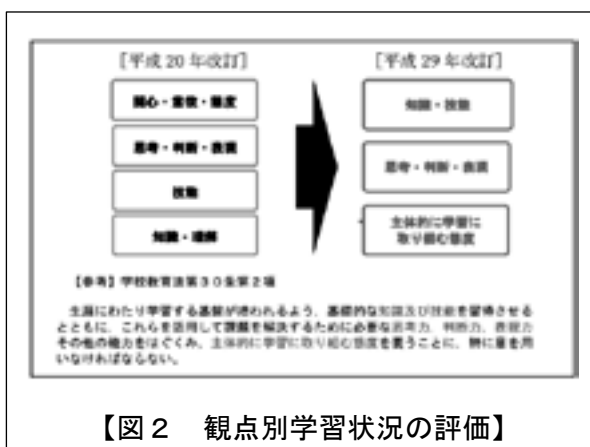 ［平成20年改訂］
関心・意欲・態度
思考・判断・表現
技能
知識・理解
［平成29年改訂］
知識・技能
思考・判断・表現
主体的に学習に
取り組む態度
【参考】学校教育法第30条第2項
生涯にわたり学習する基盤が培われるよう、基礎的な知識及び技能を習得させる
とともに、これらを活用して課題を解決するために必要な思考力、判断力、表現力
その他の能力をはぐくみ、主体的に学習に取り組む態度を養うことに、特に意を用
いなければならない。
【図２　観点別学習状況の評価】